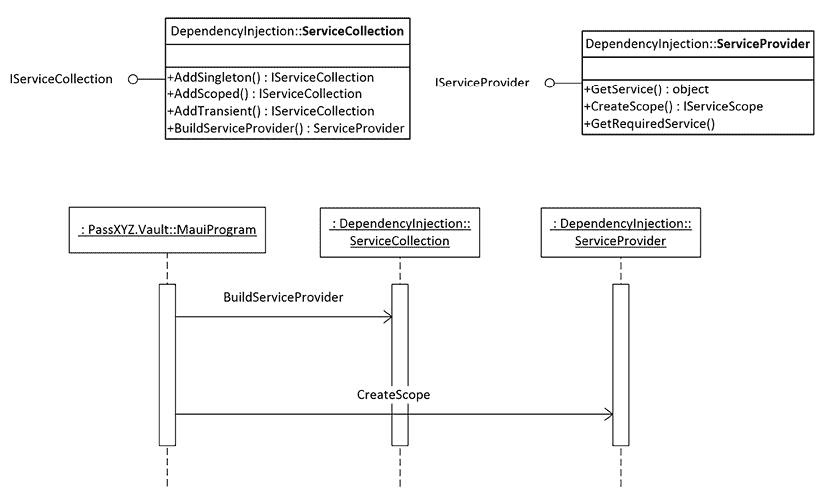 DependencyInjection::ServiceCollection
IServiceCollection
+AddSingleton() : IServiceCollection
+AddScoped() : IServiceCollection
+AddTransient() : IServiceCollection
+BuildServiceProvider() : ServiceProvider
DependencyInjection::ServiceProvider
IServiceProvider
+GetService() : object
+CreateScope() : IServiceScope
+GetRequiredService()
: PassXYZ.Vault::MauiProgram
: DependencyInjection::
ServiceCollection
: DependencyInjection::
ServiceProvider
BuildServiceProvider
CreateScope